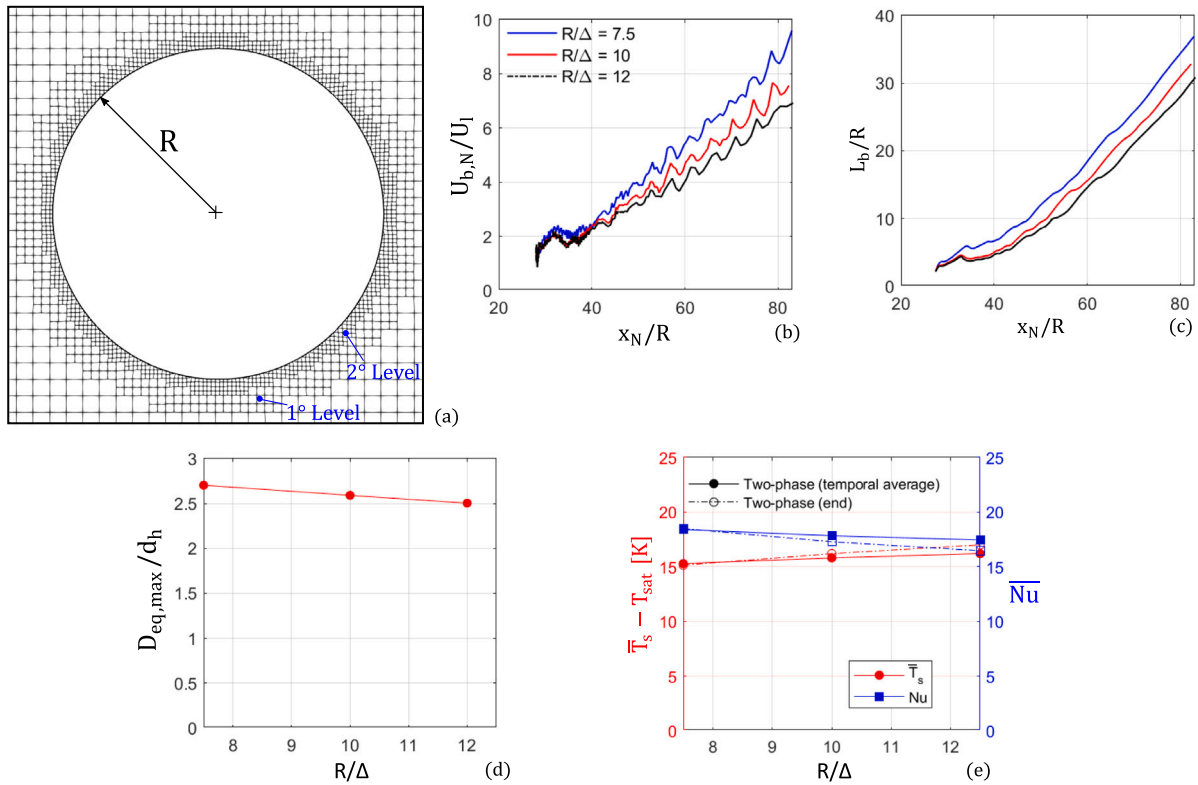 R
2° Level
1° Level
(a)
U_b,N/U_l
10
8
6
4
2
0
R/Δ = 7.5
R/Δ = 10
R/Δ = 12
20 40 60 80
x_N/R
(b)
L_b/R
40
30
20
10
0
20 40 60 80
x_N/R
(c)
D_eq,max/d_h
3
2.5
2
1.5
1
0.5
0
8 9 10 11 12
R/Δ
(d)
T̿_s − T_sat [K]
25
20
15
10
5
0
Two-phase (temporal average)
Two-phase (end)
T̿_s
Nu
25
20
15
10
5
0
N̅u̅
8 9 10 11 12
R/Δ
(e)